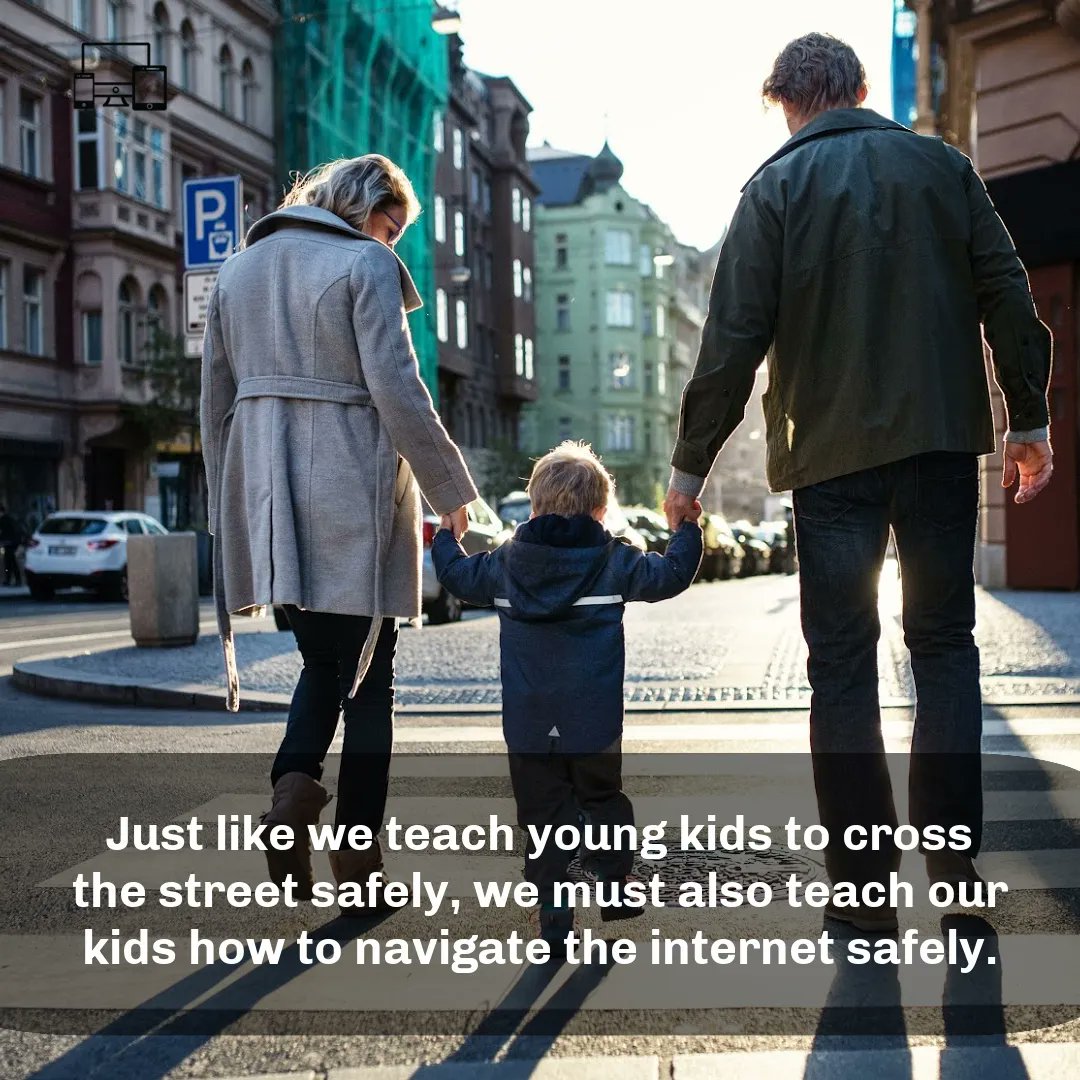 P
Just like we teach young kids to cross
the street safely, we must also teach our
kids how to navigate the internet safely.